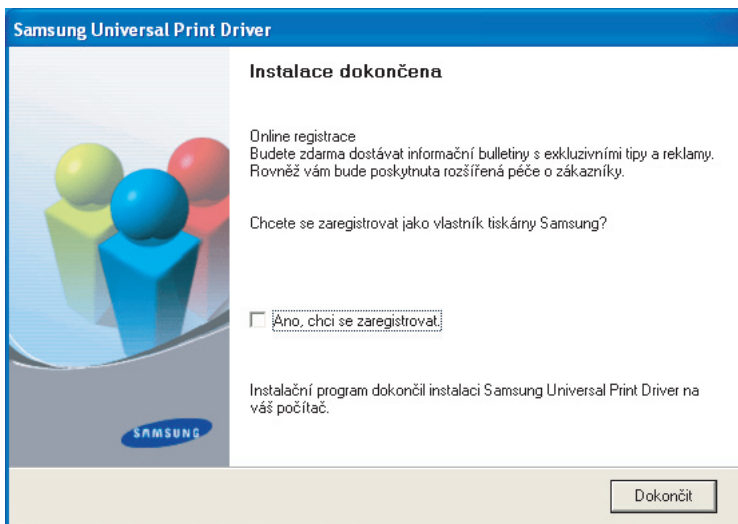 Samsung Universal Print Driver
Instalace dokončena
Online registrace
Budete zdarma dostávat informační bulletiny s exkluzivními tipy a reklamy.
Rovněž vám bude poskytnuta rozšířená péče o zákazníky.
Chcete se zaregistrovat jako vlastník tiskárny Samsung?
Ano, chci se zaregistrovat.
Instalační program dokončil instalaci Samsung Universal Print Driver na
váš počítač.
SAMSUNG
Dokončit